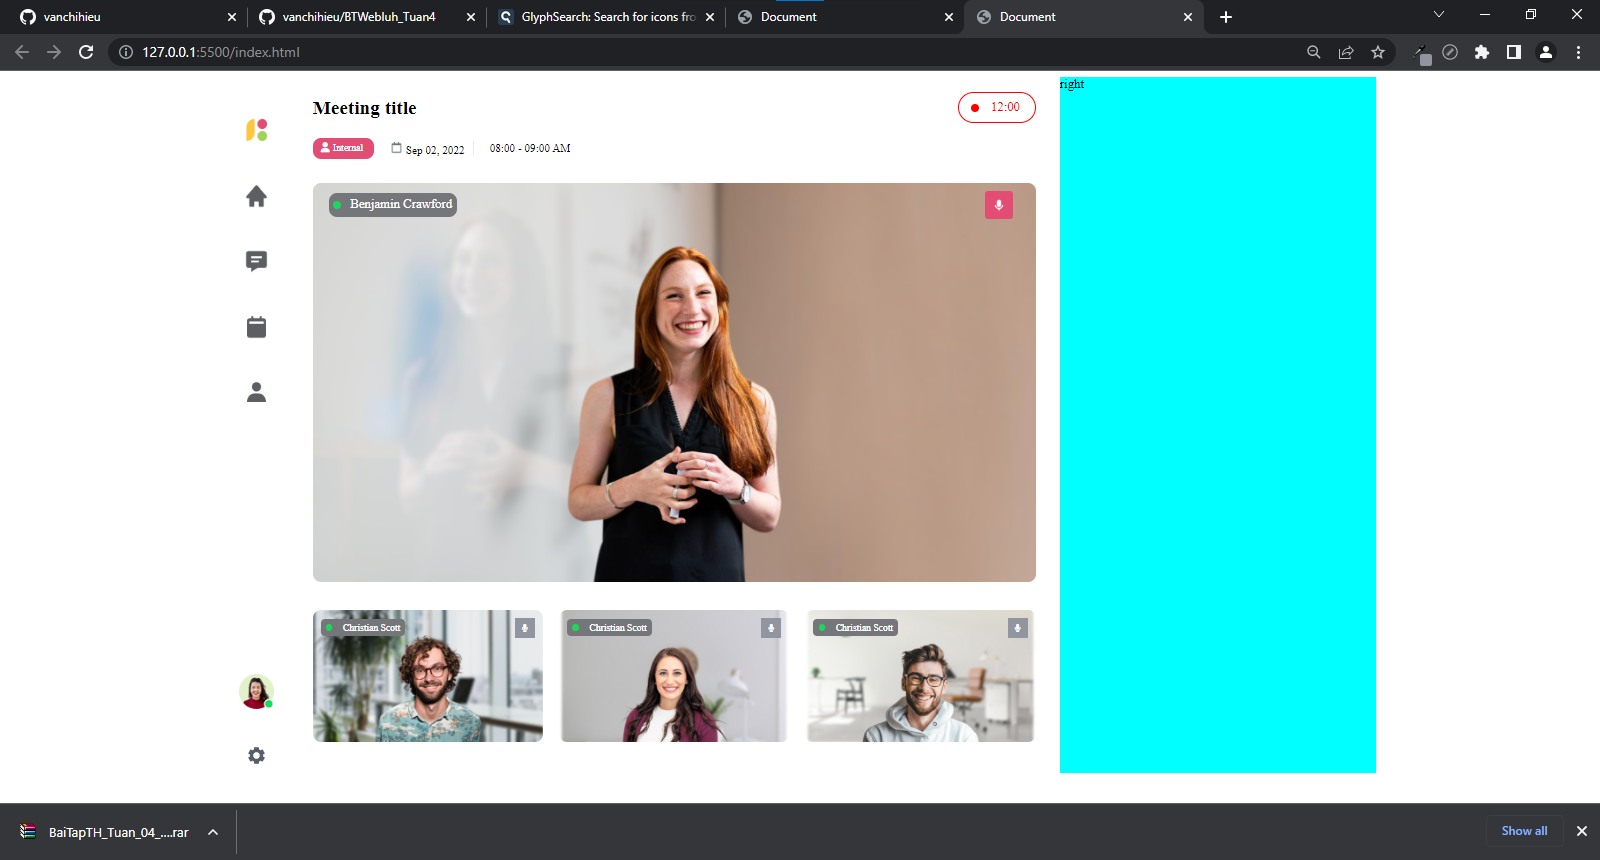 vanchihieu
vanchihieu/BTWebluh_Tuan4
GlyphSearch: Search for icons fro
Document
Document
127.0.0.1:5500/index.html
Meeting title
12:00
right
Internal
Sep 02, 2022
08:00 - 09:00 AM
Benjamin Crawford
Christian Scott
Christian Scott
Christian Scott
BaiTapTH_Tuan_04_....rar
Show all